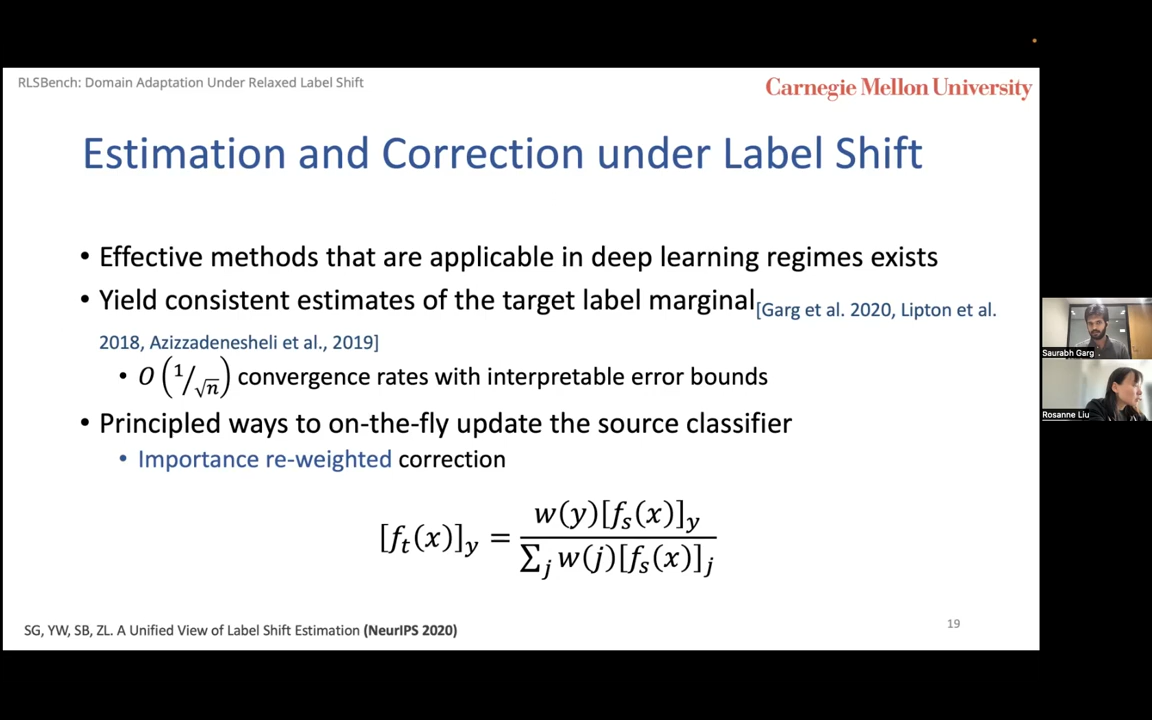 RLSBench: Domain Adaptation Under Relaxed Label Shift
Carnegie Mellon University
Estimation and Correction under Label Shift
• Effective methods that are applicable in deep learning regimes exists
• Yield consistent estimates of the target label marginal[Garg et al. 2020, Lipton et al.
2018, Azizzadenesheli et al., 2019]
• O(1/√n) convergence rates with interpretable error bounds
• Principled ways to on-the-fly update the source classifier
• Importance re-weighted correction
[f_t(x)]_y = w(y)[f_s(x)]_y / ∑_j w(j)[f_s(x)]_j
SG, YW, SB, ZL. A Unified View of Label Shift Estimation (NeurIPS 2020)
19
Saurabh Garg
Rosanne Liu